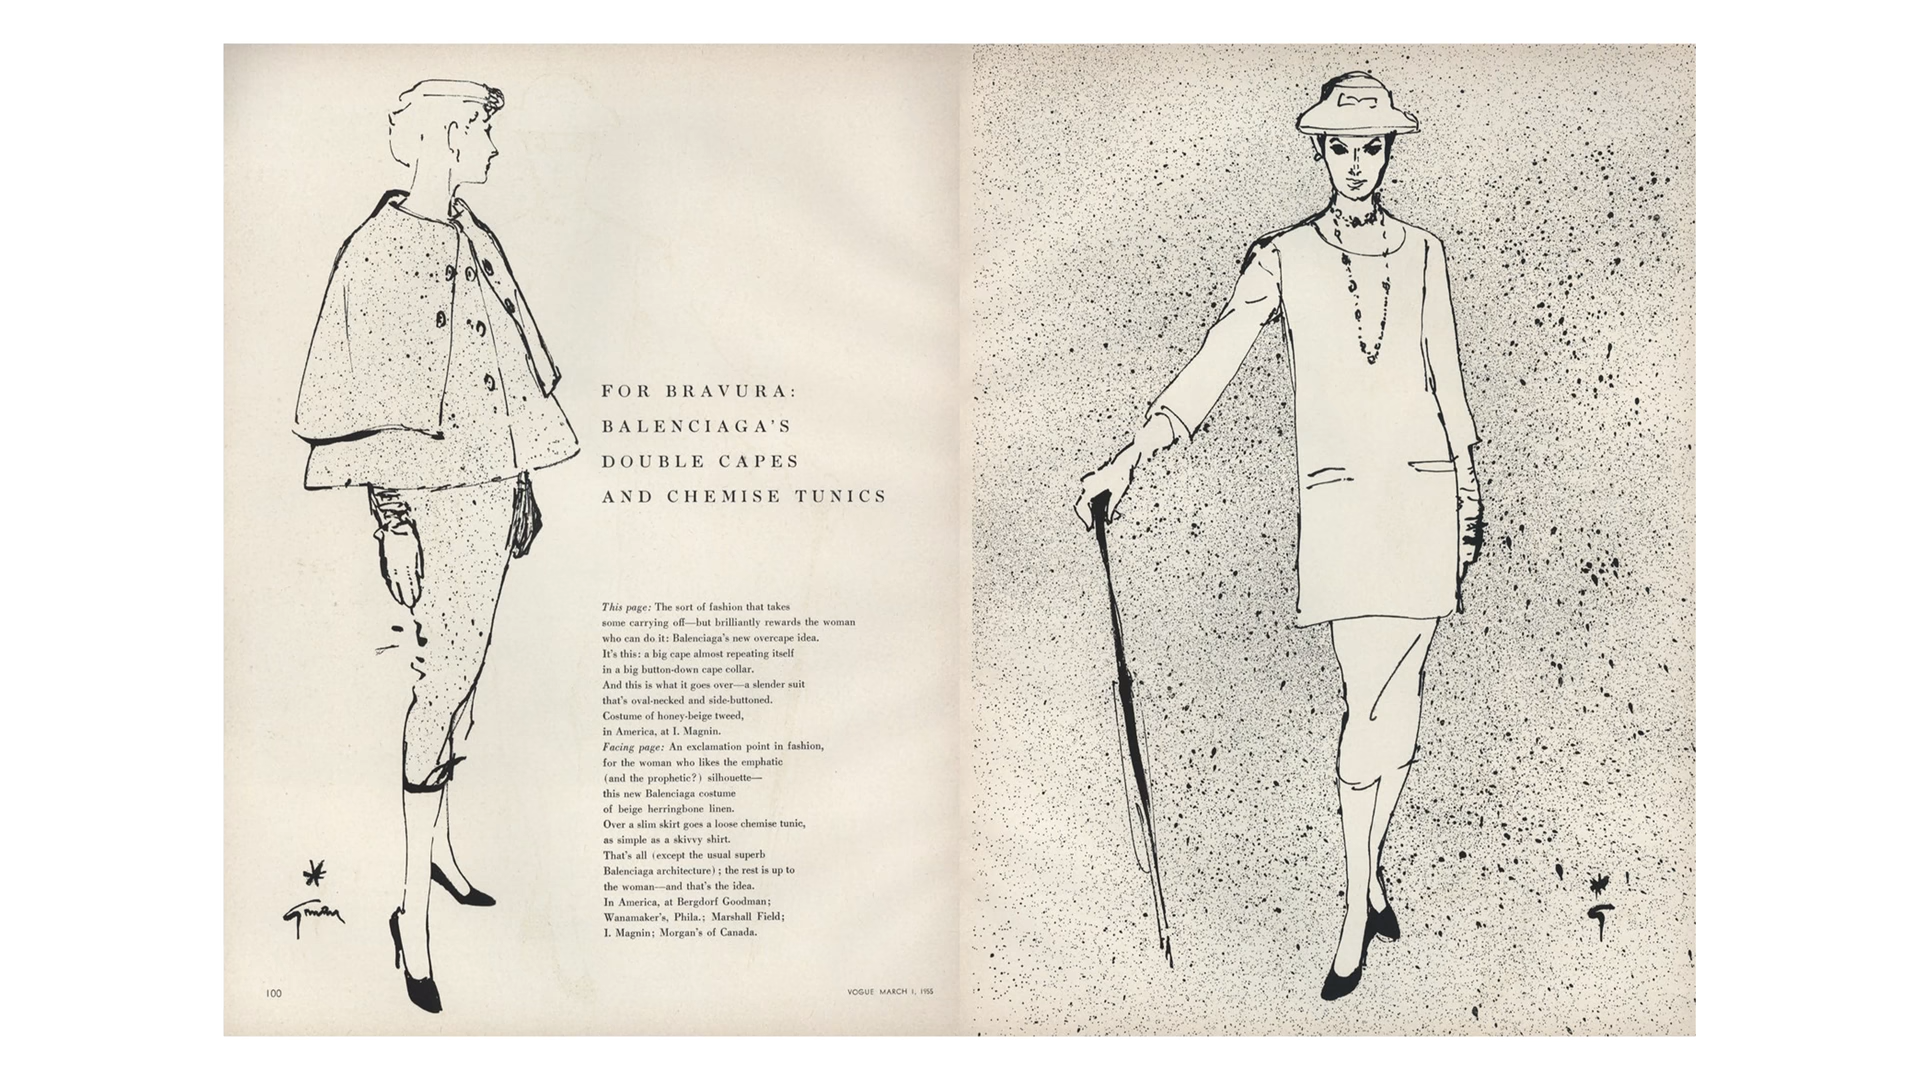 FOR BRAVURA:
BALENCIAGA'S
DOUBLE CAPES
AND CHEMISE TUNICS
This page: The sort of fashion that takes
some carrying off—but brilliantly rewards the woman
who can do it: Balenciaga's new overcape idea.
It's this: a big cape almost repeating itself
in a big button-down cape collar.
And this is what it goes over—a slender suit
that's oval-necked and side-buttoned.
Costume of honey-beige tweed,
in America, at I. Magnin.
Facing page: An exclamation point in fashion,
for the woman who likes the emphatic
(and the prophetic?) silhouette—
this new Balenciaga costume
of beige herringbone linen.
Over a slim skirt goes a loose chemise tunic,
as simple as a skivvy shirt.
That's all (except the usual superb
Balenciaga architecture); the rest is up to
the woman—and that's the idea.
In America, at Bergdorf Goodman;
Wanamaker's, Phila.; Marshall Field;
I. Magnin; Morgan's of Canada.
Gruau
100
VOGUE MARCH 1, 1955
G